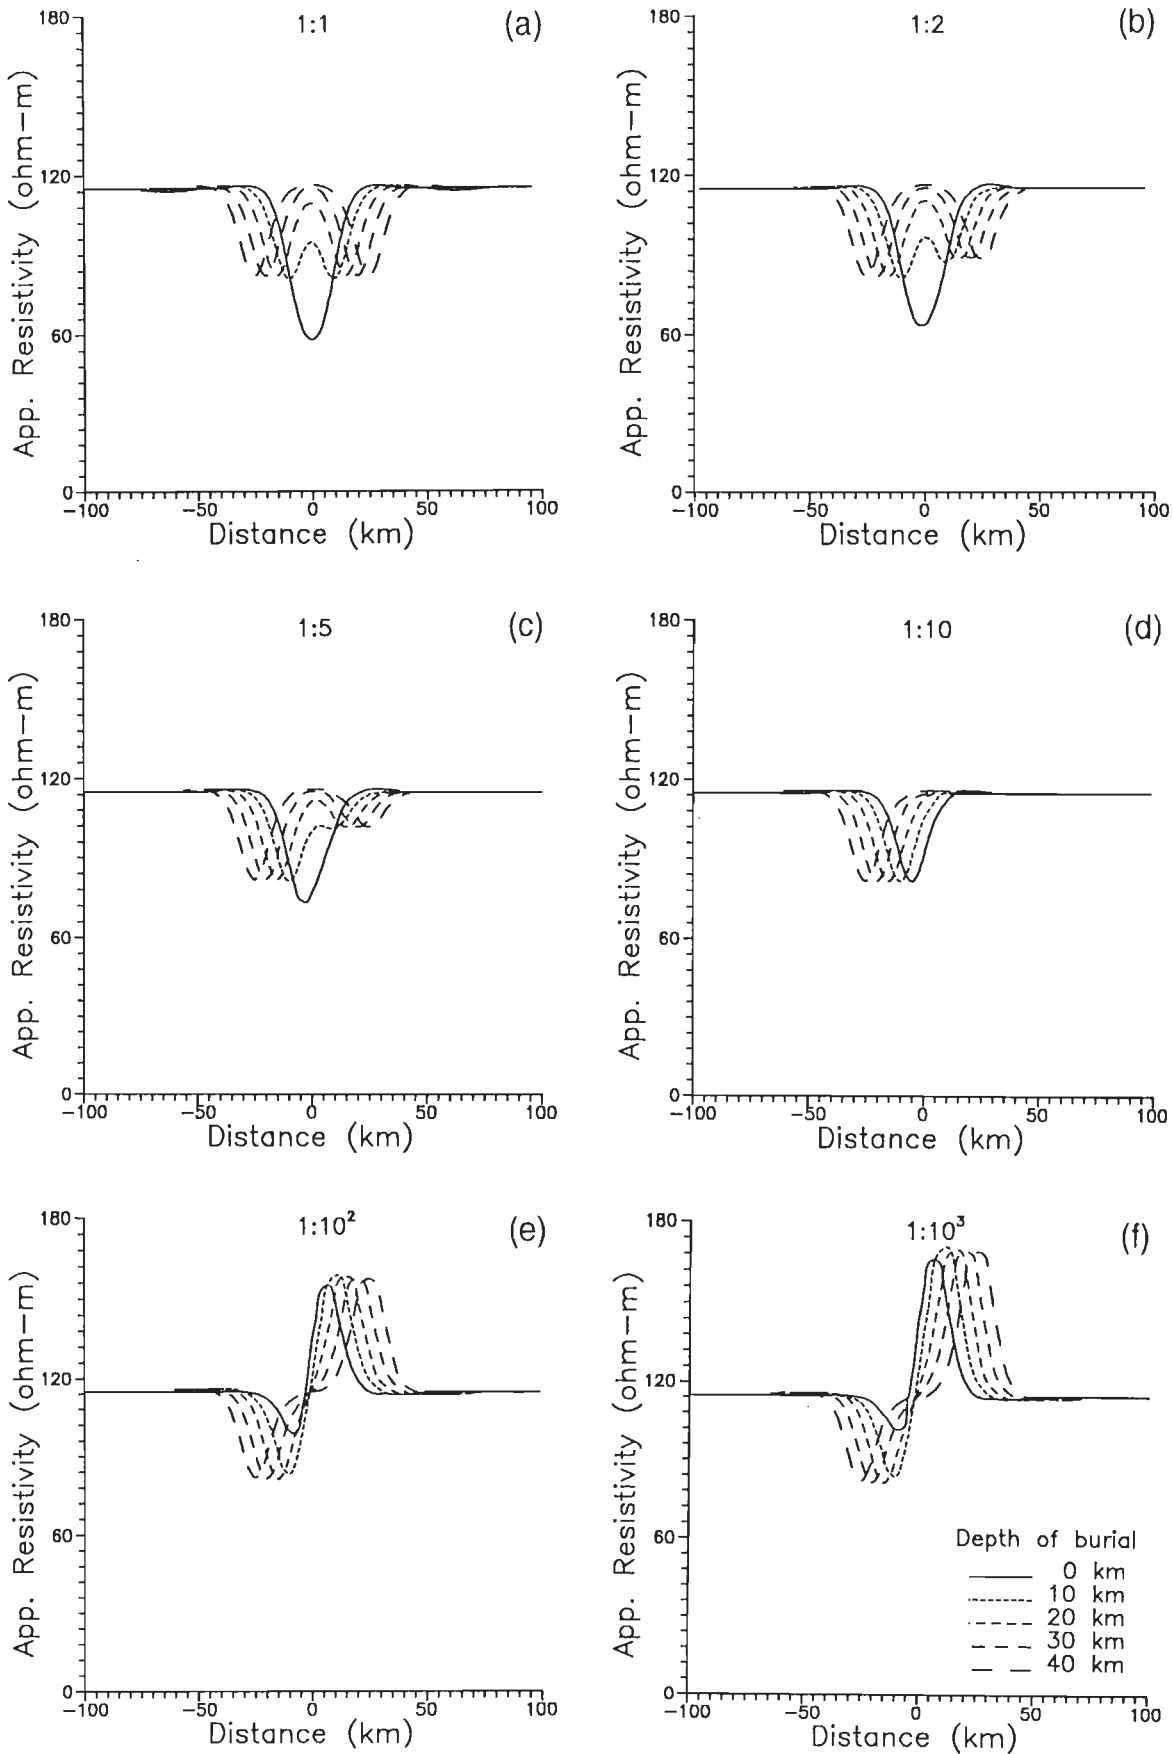 1:1 (a)
App. Resistivity (ohm-m)
180
120
60
0
-100 -50 0 50 100
Distance (km)
1:2 (b)
App. Resistivity (ohm-m)
180
120
60
0
-100 -50 0 50 100
Distance (km)
1:5 (c)
App. Resistivity (ohm-m)
180
120
60
0
-100 -50 0 50 100
Distance (km)
1:10 (d)
App. Resistivity (ohm-m)
180
120
60
0
-100 -50 0 50 100
Distance (km)
1:10² (e)
App. Resistivity (ohm-m)
180
120
60
0
-100 -50 0 50 100
Distance (km)
1:10³ (f)
App. Resistivity (ohm-m)
180
120
60
0
-100 -50 0 50 100
Distance (km)
Depth of burial
0 km
10 km
20 km
30 km
40 km